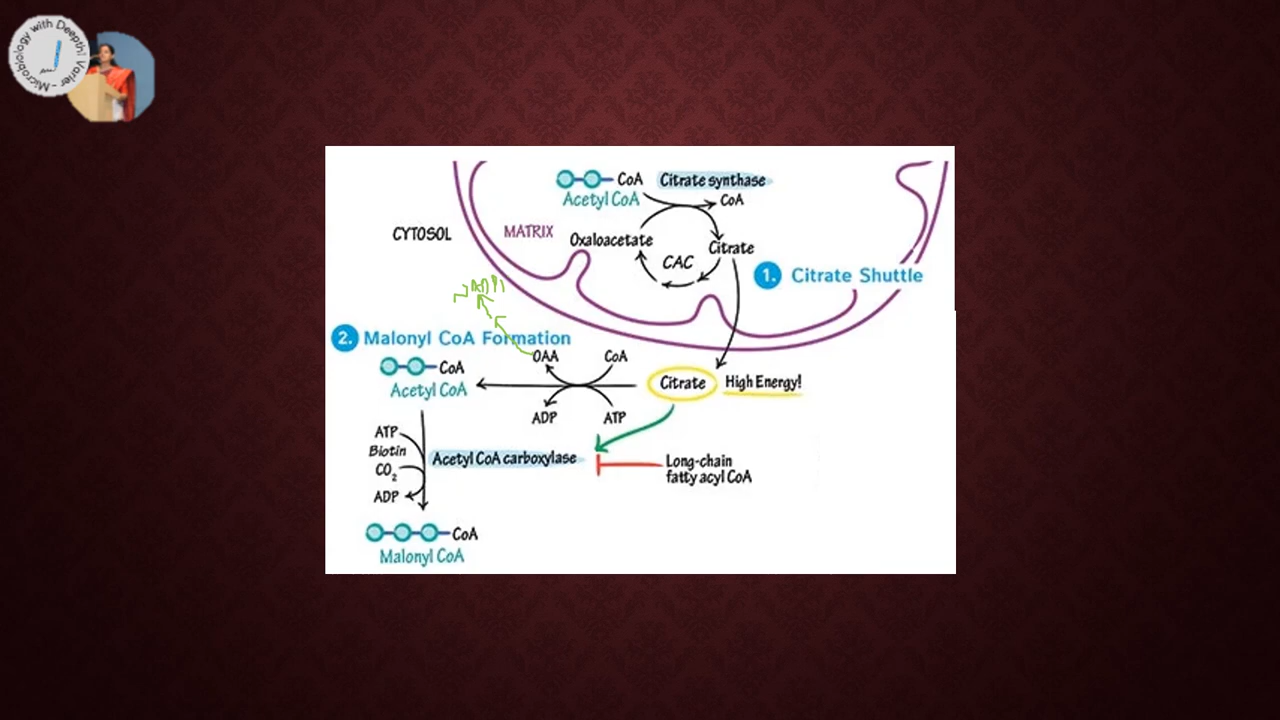 Microbiology with Deepthi Varier -
CoA
Citrate synthase
Acetyl CoA
CoA
CYTOSOL
MATRIX
Oxaloacetate
Citrate
CAC
1. Citrate Shuttle
2. Malonyl CoA Formation
OAA
CoA
CoA
Acetyl CoA
Citrate
High Energy!
ADP
ATP
ATP
Biotin
CO₂
ADP
Acetyl CoA carboxylase
Long-chain
fatty acyl CoA
CoA
Malonyl CoA